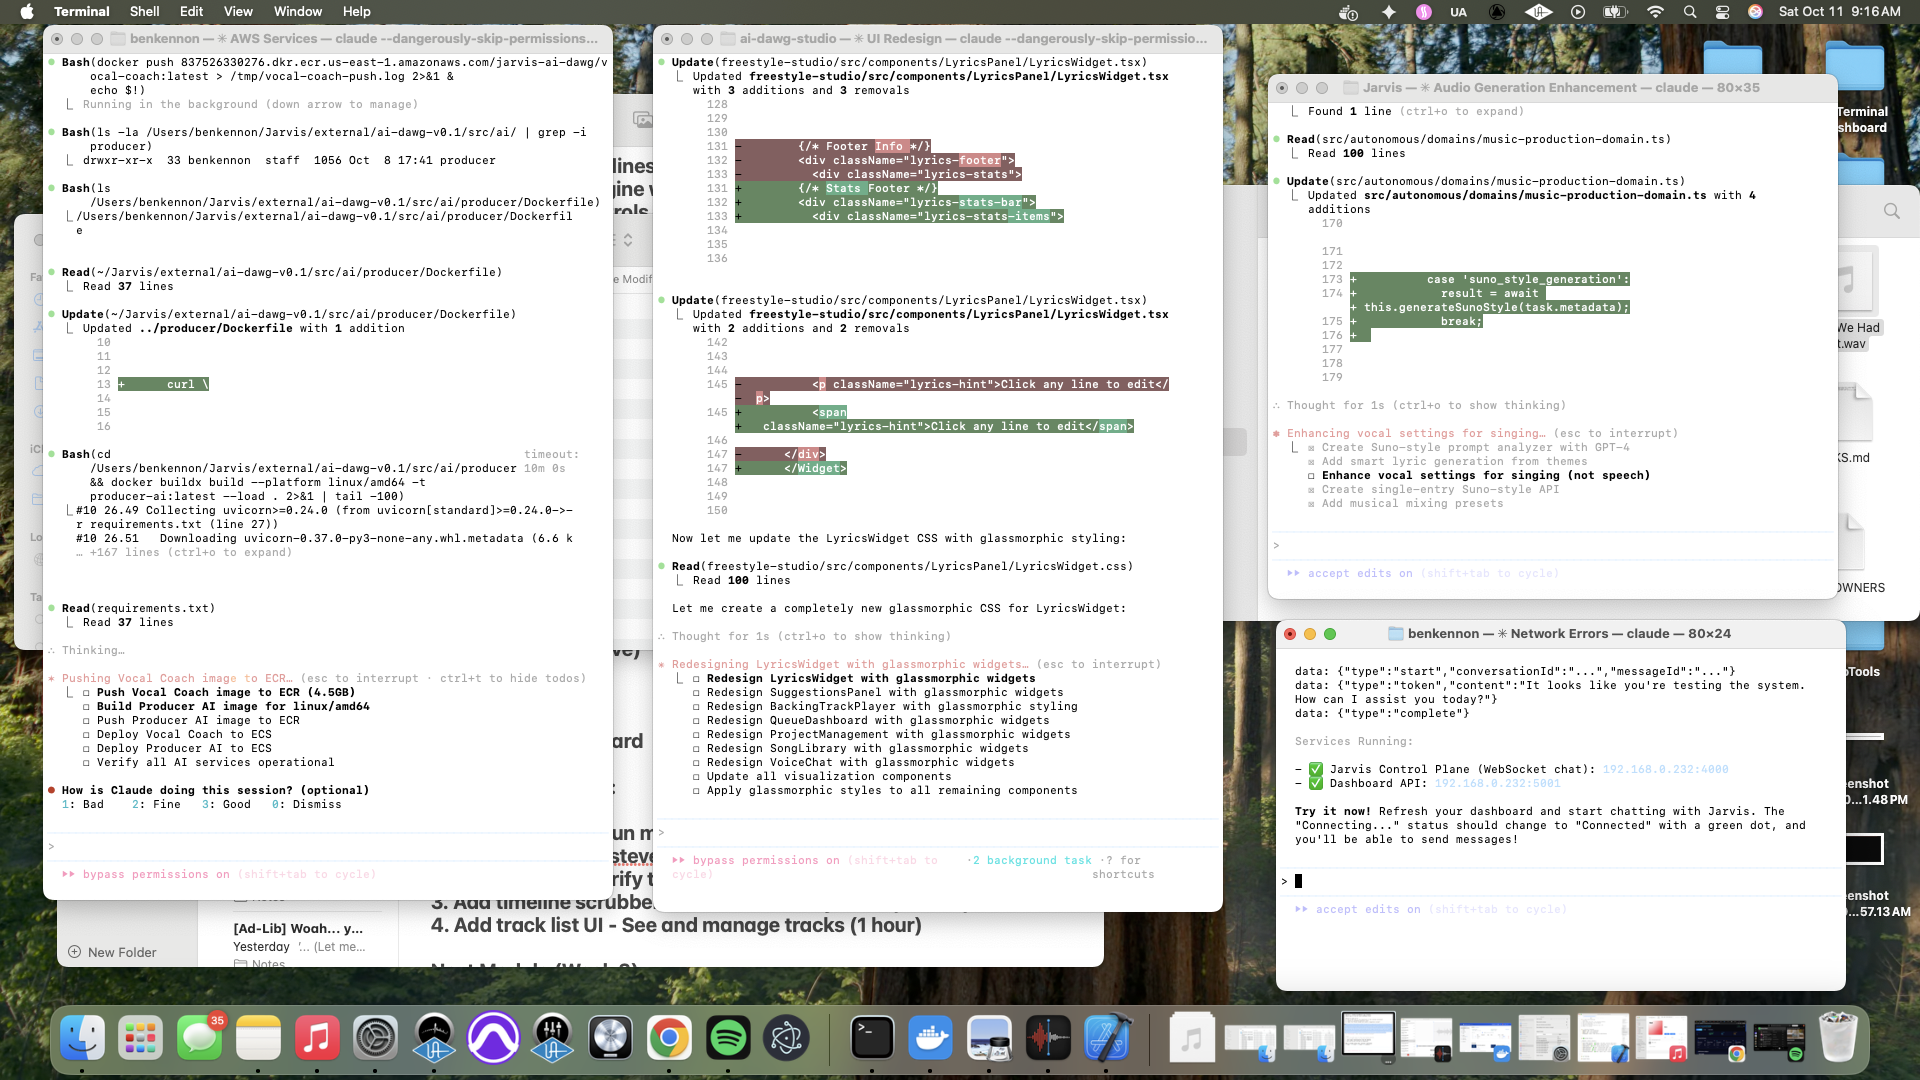 Terminal Shell Edit View Window Help
UA
Sat Oct 11 9:16 AM
benkennon — ✳ AWS Services — claude --dangerously-skip-permissions...
Bash(docker push 837526330276.dkr.ecr.us-east-1.amazonaws.com/jarvis-ai-dawg/v
ocal-coach:latest > /tmp/vocal-coach-push.log 2>&1 &
echo $!)
Running in the background (down arrow to manage)
Bash(ls -la /Users/benkennon/Jarvis/external/ai-dawg-v0.1/src/ai/ | grep -i
producer)
drwxr-xr-x 33 benkennon staff 1056 Oct 8 17:41 producer
Bash(ls
/Users/benkennon/Jarvis/external/ai-dawg-v0.1/src/ai/producer/Dockerfile)
/Users/benkennon/Jarvis/external/ai-dawg-v0.1/src/ai/producer/Dockerfil
e
Read(~/Jarvis/external/ai-dawg-v0.1/src/ai/producer/Dockerfile)
Read 37 lines
Update(~/Jarvis/external/ai-dawg-v0.1/src/ai/producer/Dockerfile)
Updated ../producer/Dockerfile with 1 addition
10
11
12
13 + curl \
14
15
16
Bash(cd timeout:
/Users/benkennon/Jarvis/external/ai-dawg-v0.1/src/ai/producer 10m 0s
&& docker buildx build --platform linux/amd64 -t
producer-ai:latest --load . 2>&1 | tail -100)
#10 26.49 Collecting uvicorn>=0.24.0 (from uvicorn[standard]>=0.24.0->-
r requirements.txt (line 27))
#10 26.51 Downloading uvicorn-0.37.0-py3-none-any.whl.metadata (6.6 k
… +167 lines (ctrl+o to expand)
Read(requirements.txt)
Read 37 lines
∴ Thinking…
✶ Pushing Vocal Coach image to ECR… (esc to interrupt · ctrl+t to hide todos)
☐ Push Vocal Coach image to ECR (4.5GB)
☐ Build Producer AI image for linux/amd64
☐ Push Producer AI image to ECR
☐ Deploy Vocal Coach to ECS
☐ Deploy Producer AI to ECS
☐ Verify all AI services operational
● How is Claude doing this session? (optional)
1: Bad 2: Fine 3: Good 0: Dismiss
>
⏵⏵ bypass permissions on (shift+tab to cycle)
ai-dawg-studio — ✳ UI Redesign — claude --dangerously-skip-permissio...
Update(freestyle-studio/src/components/LyricsPanel/LyricsWidget.tsx)
Updated freestyle-studio/src/components/LyricsPanel/LyricsWidget.tsx
with 3 additions and 3 removals
128
129
130
131 - {/* Footer Info */}
132 - <div className="lyrics-footer">
133 - <div className="lyrics-stats">
131 + {/* Stats Footer */}
132 + <div className="lyrics-stats-bar">
133 + <div className="lyrics-stats-items">
134
135
136
Update(freestyle-studio/src/components/LyricsPanel/LyricsWidget.tsx)
Updated freestyle-studio/src/components/LyricsPanel/LyricsWidget.tsx
with 2 additions and 2 removals
142
143
144
145 - <p className="lyrics-hint">Click any line to edit</
- p>
145 + <span
+ className="lyrics-hint">Click any line to edit</span>
146
147 - </div>
147 + </Widget>
148
149
150
Now let me update the LyricsWidget CSS with glassmorphic styling:
Read(freestyle-studio/src/components/LyricsPanel/LyricsWidget.css)
Read 100 lines
Let me create a completely new glassmorphic CSS for LyricsWidget:
∴ Thought for 1s (ctrl+o to show thinking)
✶ Redesigning LyricsWidget with glassmorphic widgets… (esc to interrupt)
☐ Redesign LyricsWidget with glassmorphic widgets
☐ Redesign SuggestionsPanel with glassmorphic widgets
☐ Redesign BackingTrackPlayer with glassmorphic styling
☐ Redesign QueueDashboard with glassmorphic widgets
☐ Redesign ProjectManagement with glassmorphic widgets
☐ Redesign SongLibrary with glassmorphic widgets
☐ Redesign VoiceChat with glassmorphic widgets
☐ Update all visualization components
☐ Apply glassmorphic styles to all remaining components
>
⏵⏵ bypass permissions on (shift+tab to ·2 background task ·? for
cycle) shortcuts
Jarvis — ✳ Audio Generation Enhancement — claude — 80×35
Found 1 line (ctrl+o to expand)
Read(src/autonomous/domains/music-production-domain.ts)
Read 100 lines
Update(src/autonomous/domains/music-production-domain.ts)
Updated src/autonomous/domains/music-production-domain.ts with 4
additions
170
171
172
173 + case 'suno_style_generation':
174 + result = await
+ this.generateSunoStyle(task.metadata);
175 + break;
176 +
177
178
179
∴ Thought for 1s (ctrl+o to show thinking)
✽ Enhancing vocal settings for singing… (esc to interrupt)
☒ Create Suno-style prompt analyzer with GPT-4
☒ Add smart lyric generation from themes
☐ Enhance vocal settings for singing (not speech)
☒ Create single-entry Suno-style API
☒ Add musical mixing presets
>
⏵⏵ accept edits on (shift+tab to cycle)
benkennon — ✳ Network Errors — claude — 80×24
data: {"type":"start","conversationId":"...","messageId":"..."}
data: {"type":"token","content":"It looks like you're testing the system.
How can I assist you today?"}
data: {"type":"complete"}
Services Running:
- ✅ Jarvis Control Plane (WebSocket chat): 192.168.0.232:4000
- ✅ Dashboard API: 192.168.0.232:5001
Try it now! Refresh your dashboard and start chatting with Jarvis. The
"Connecting..." status should change to "Connected" with a green dot, and
you'll be able to send messages!
>
⏵⏵ accept edits on (shift+tab to cycle)
Terminal
shboard
We Had
t.wav
KS.md
OWNERS
Tools
eenshot
0...1.48 PM
eenshot
...57.13 AM
lines
gine w
rols
e Modif
Fa
iCl
Lo
Ta
ve)
ard
:
un m
steve
rify t
3. Add timeline scrubbe
4. Add track list UI - See and manage tracks (1 hour)
Notes
[Ad-Lib] Woah... y...
Yesterday '... (Let me...
Notes
New Folder
35